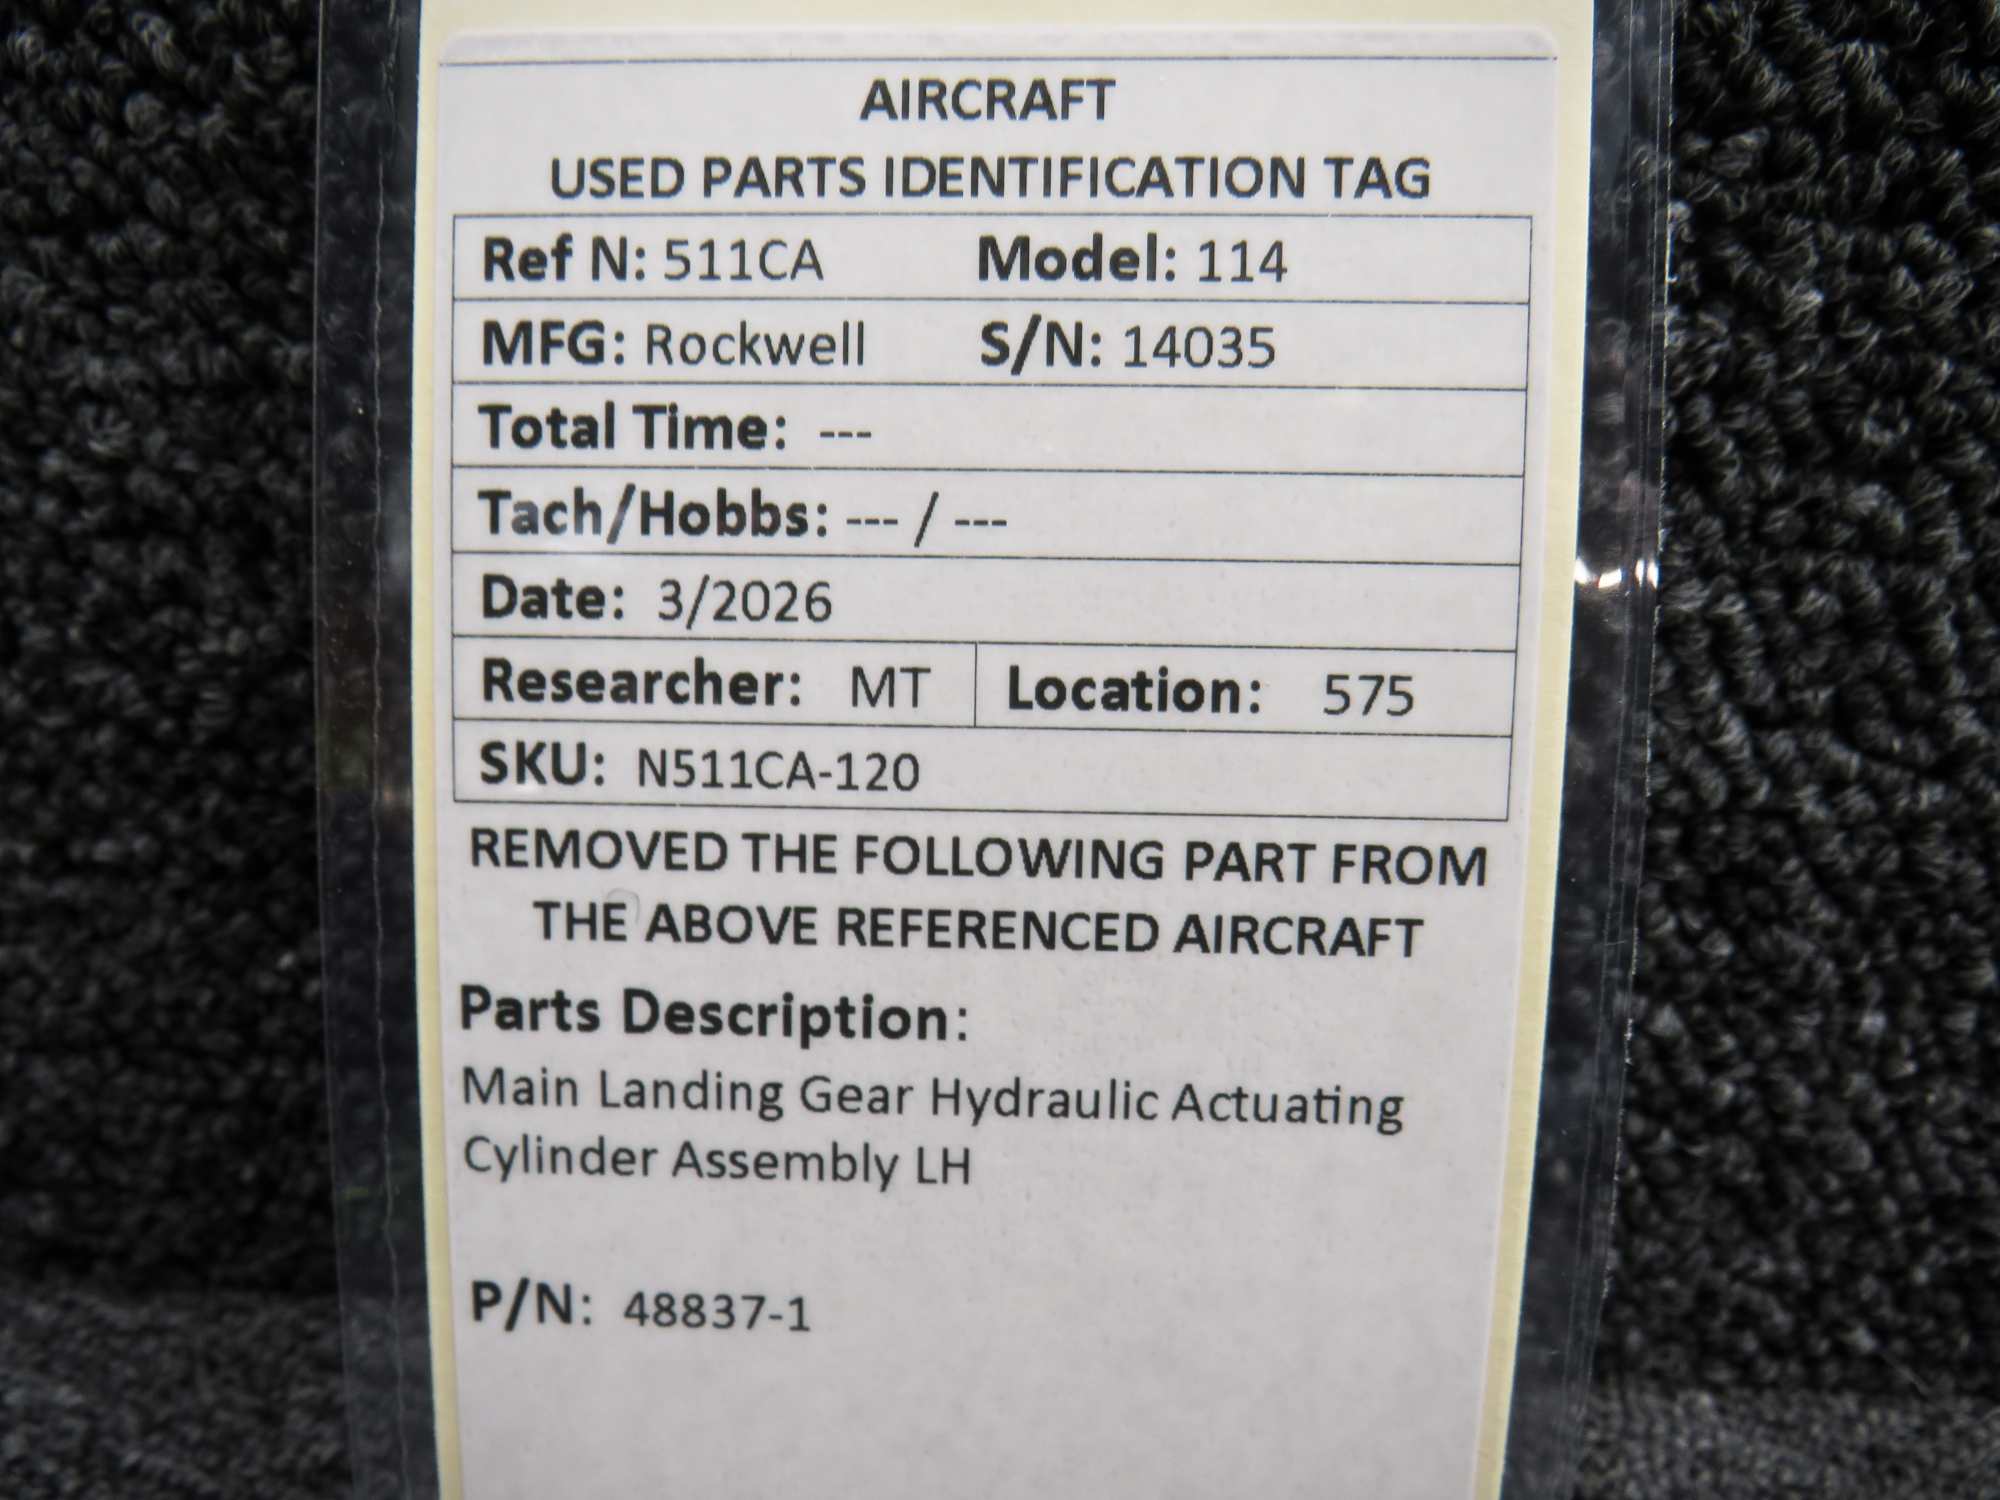 AIRCRAFT
USED PARTS IDENTIFICATION TAG
Ref N: 511CA Model: 114
MFG: Rockwell S/N: 14035
Total Time: ---
Tach/Hobbs: --- / ---
Date: 3/2026
Researcher: MT Location: 575
SKU: N511CA-120
REMOVED THE FOLLOWING PART FROM
THE ABOVE REFERENCED AIRCRAFT
Parts Description:
Main Landing Gear Hydraulic Actuating
Cylinder Assembly LH
P/N: 48837-1